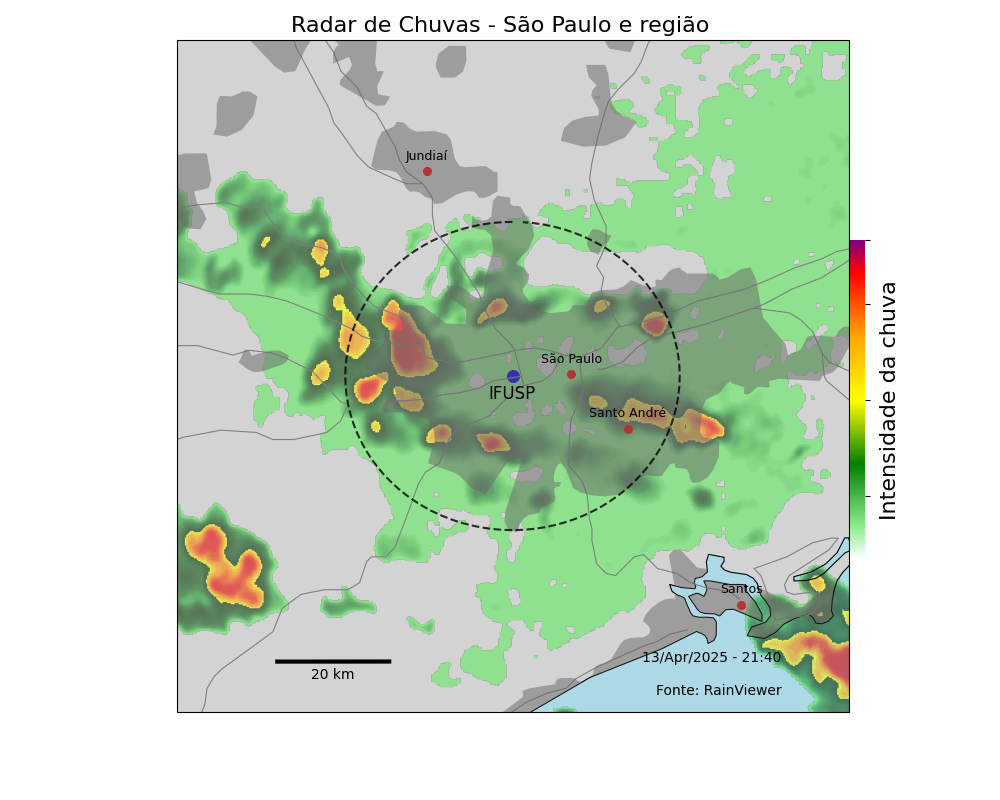 Radar de Chuvas - São Paulo e região
Jundiaí
São Paulo
IFUSP
Santo André
Intensidade da chuva
Santos
13/Apr/2025 - 21:40
20 km
Fonte: RainViewer